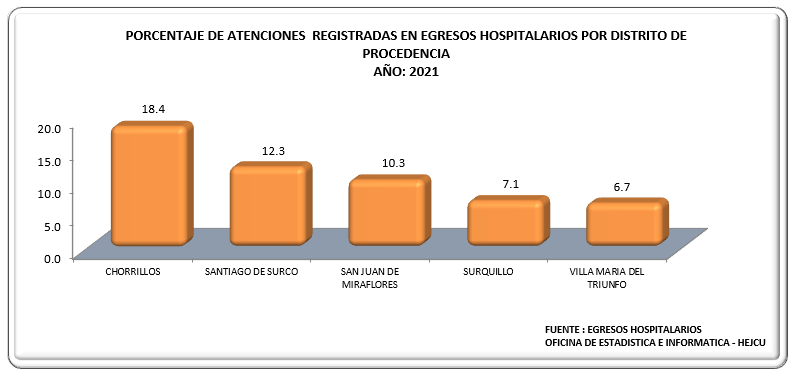 PORCENTAJE DE ATENCIONES  REGISTRADAS EN EGRESOS HOSPITALARIOS POR DISTRITO DE
PROCEDENCIA
AÑO: 2021
18.4
12.3
10.3
7.1
6.7
20.0
15.0
10.0
5.0
0.0
CHORRILLOS
SANTIAGO DE SURCO
SAN JUAN DE
MIRAFLORES
SURQUILLO
VILLA MARIA DEL
TRIUNFO
FUENTE : EGRESOS HOSPITALARIOS
OFICINA DE ESTADISTICA E INFORMATICA - HEJCU